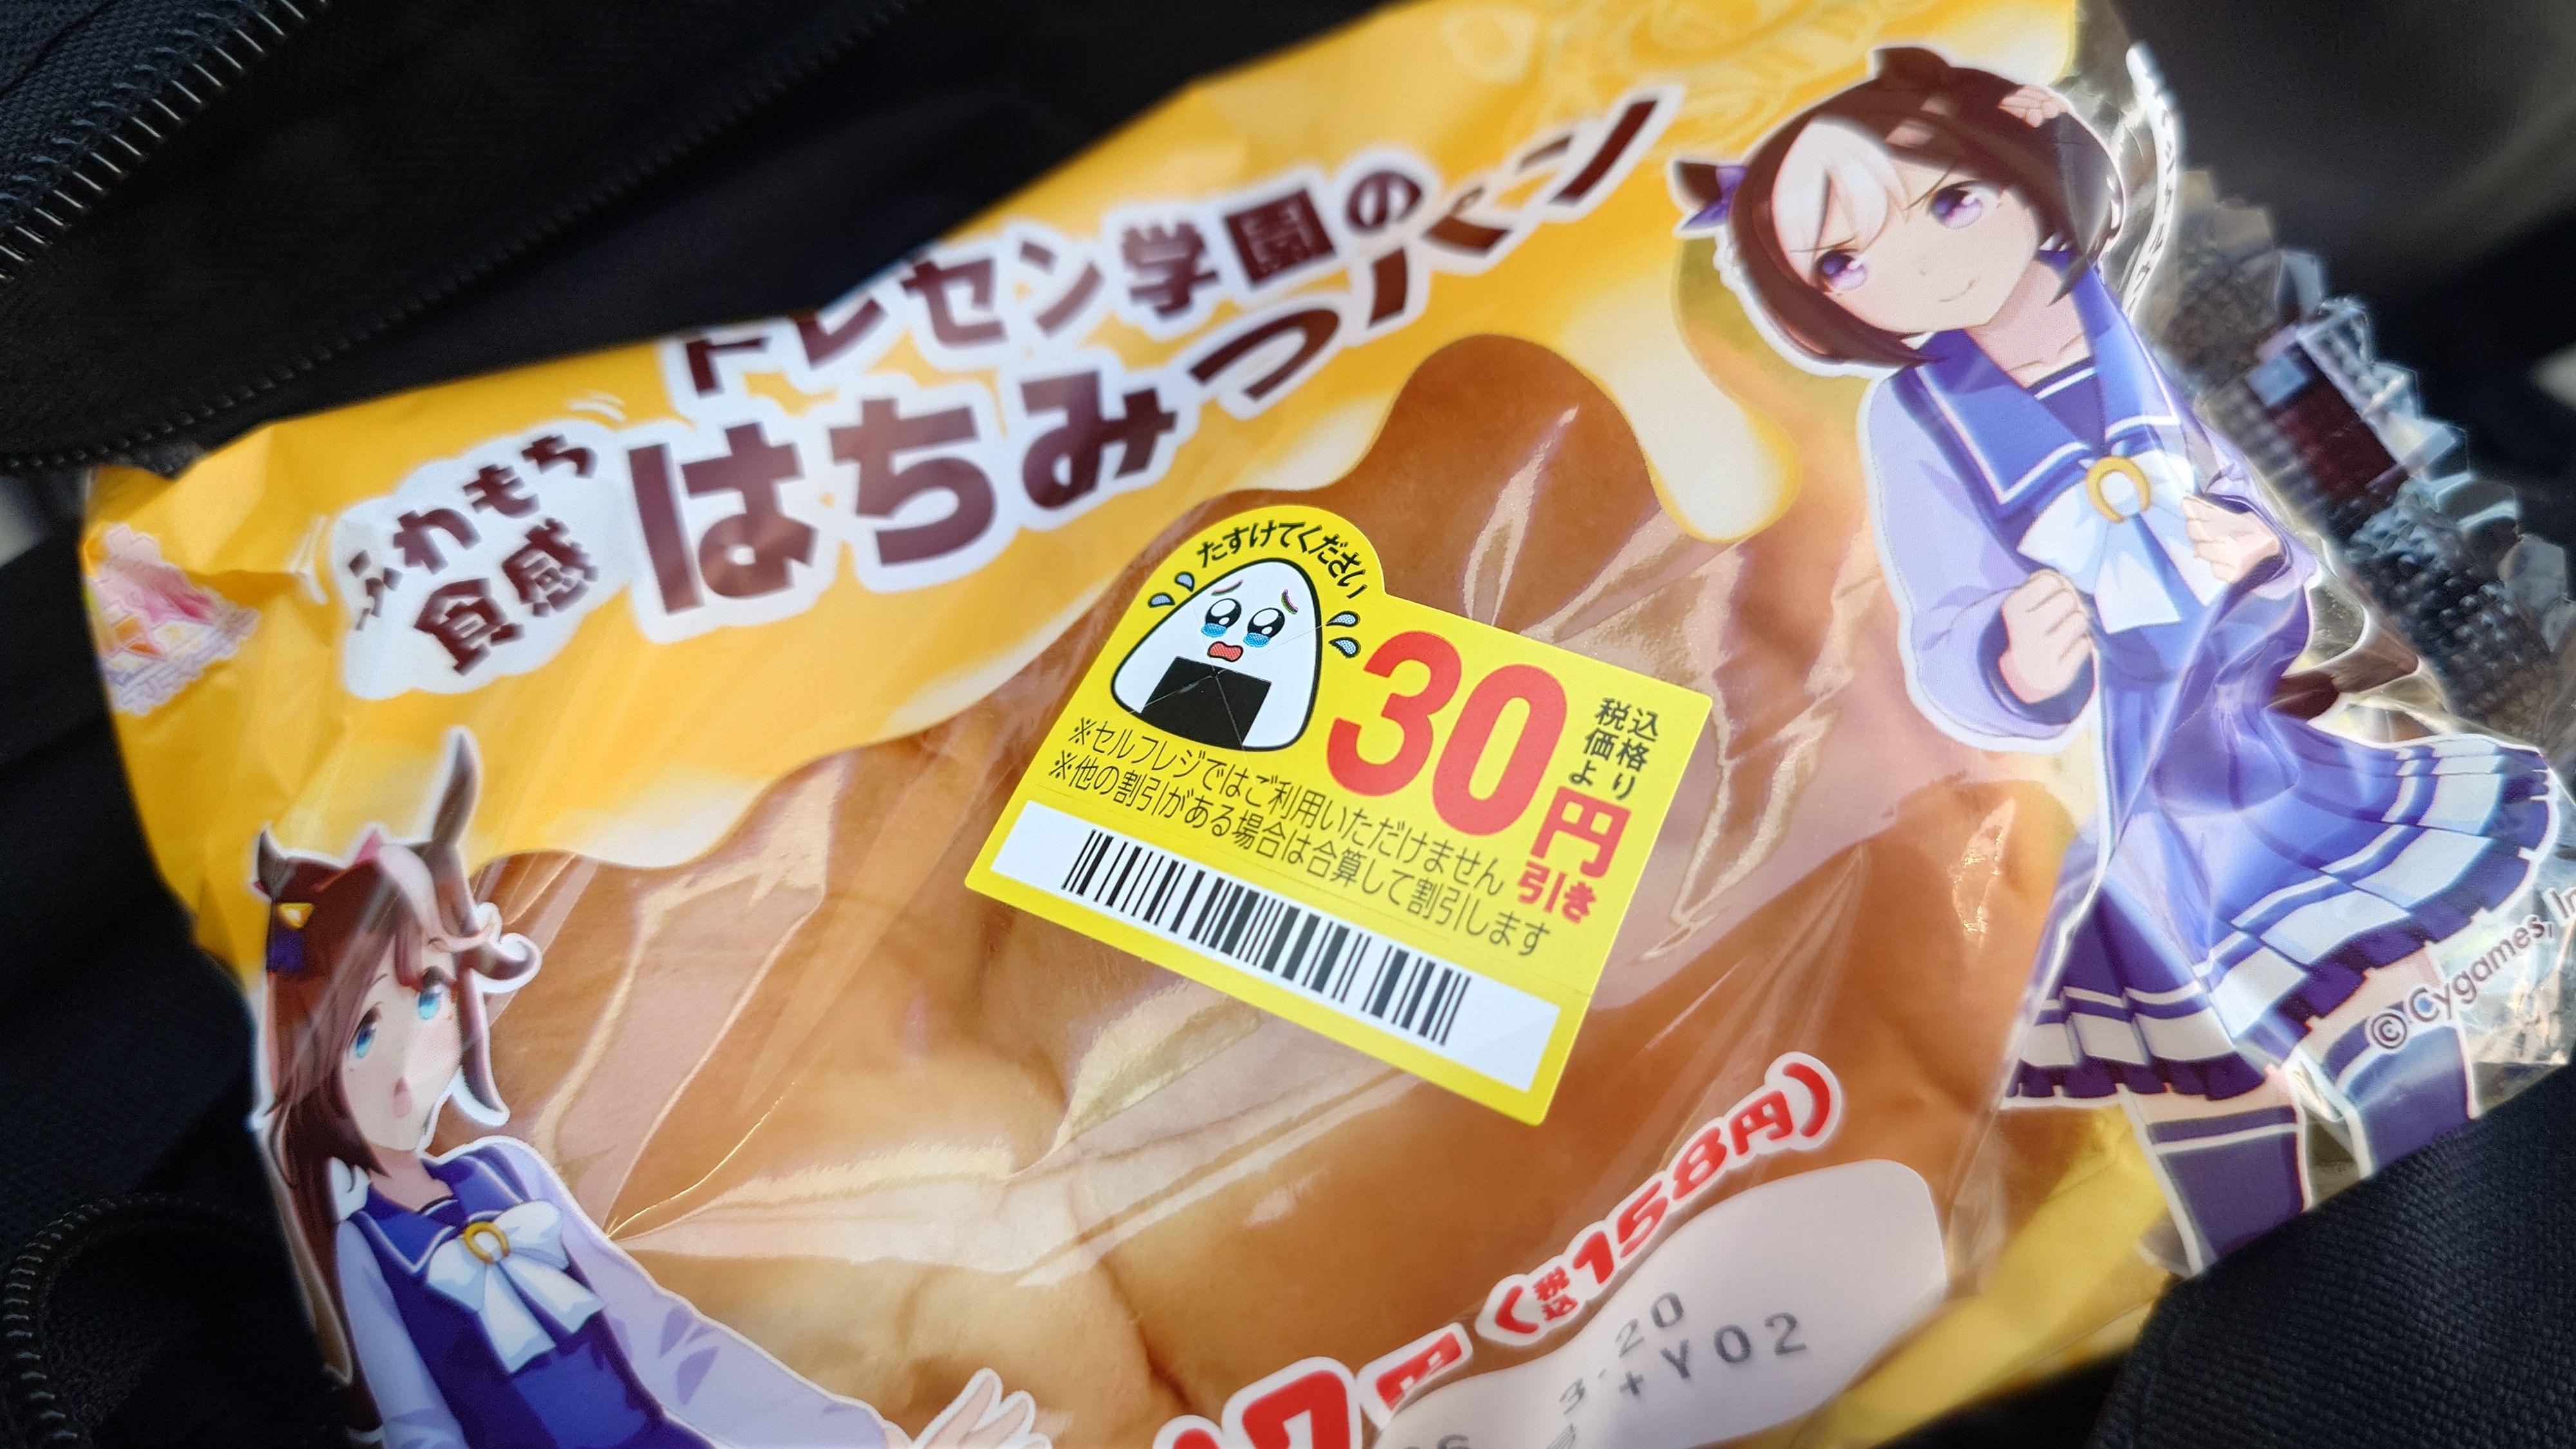 トレセン学園の
はちみつパン
ふわもち
食感
たすけてください
30円引き
税込
価格
より
※セルフレジではご利用いただけません
※他の割引がある場合は合算して割引します
(税込158円)
7円
3.20
+Y02
©Cygames,